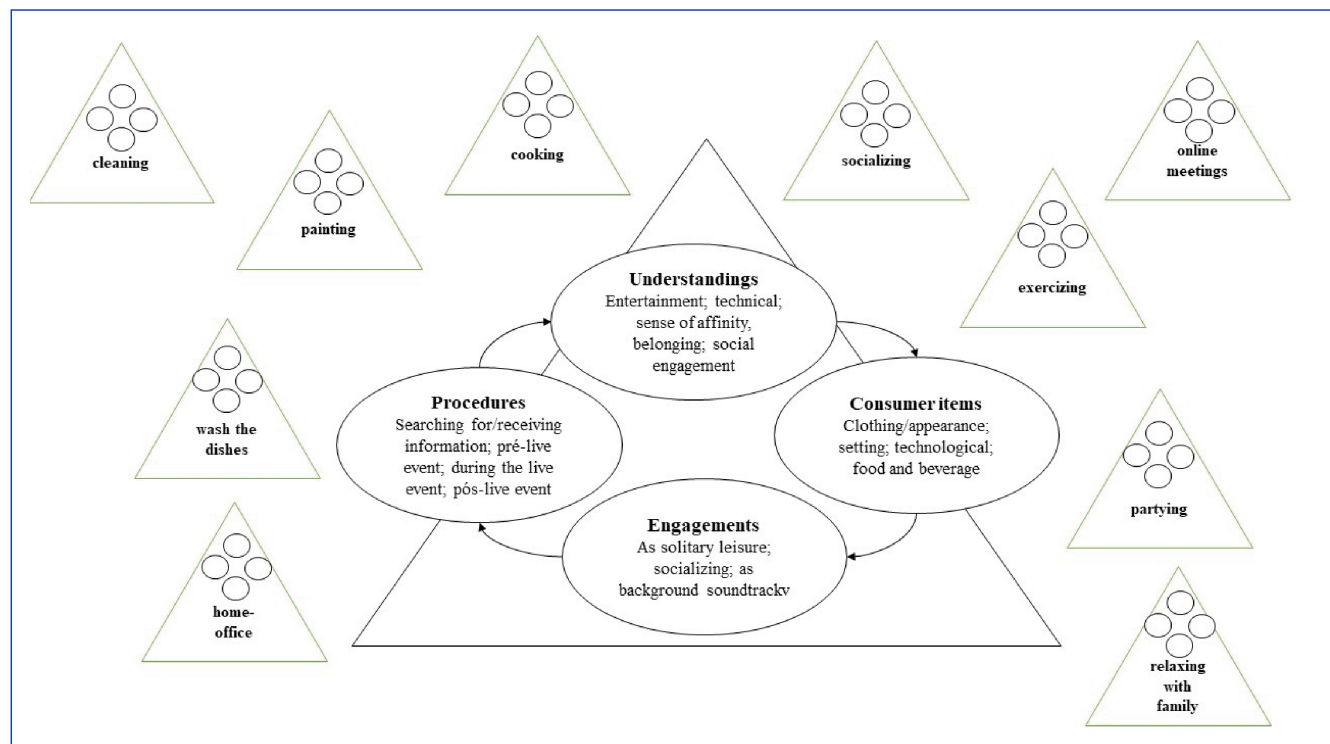 cleaning
painting
cooking
socializing
online
meetings
exercizing
Understandings
Entertainment; technical;
sense of affinity,
belonging; social
engagement
Procedures
Searching for/receiving
information; pré-live
event; during the live
event; pós-live event
Consumer items
Clothing/appearance;
setting; technological;
food and beverage
Engagements
As solitary leisure;
socializing; as
background soundtrackv
wash the
dishes
home-
office
partying
relaxing
with
family